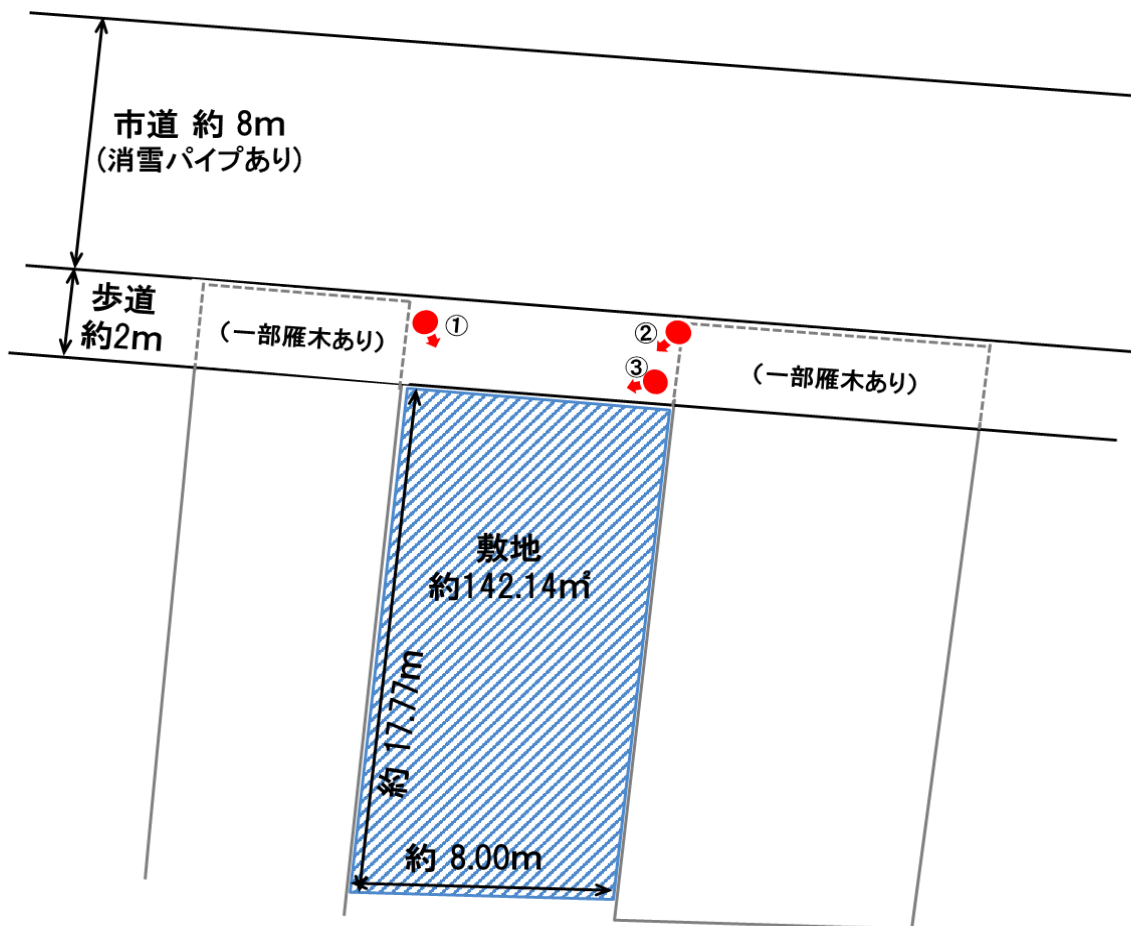 市道 約 8m
(消雪パイプあり)
歩道
約2m
(一部雁木あり)
①
②
③
(一部雁木あり)
敷地
約142.14㎡
約 17.77m
約 8.00m